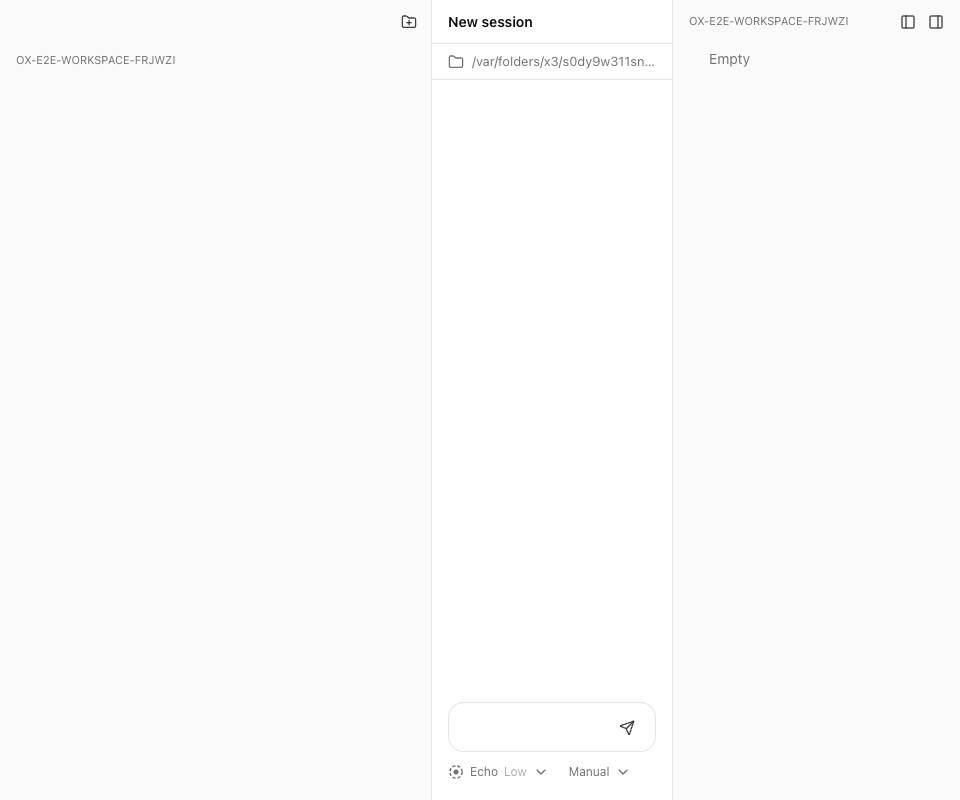 OX-E2E-WORKSPACE-FRJWZI
New session
/var/folders/x3/s0dy9w311sn...
Echo Low
Manual
OX-E2E-WORKSPACE-FRJWZI
Empty